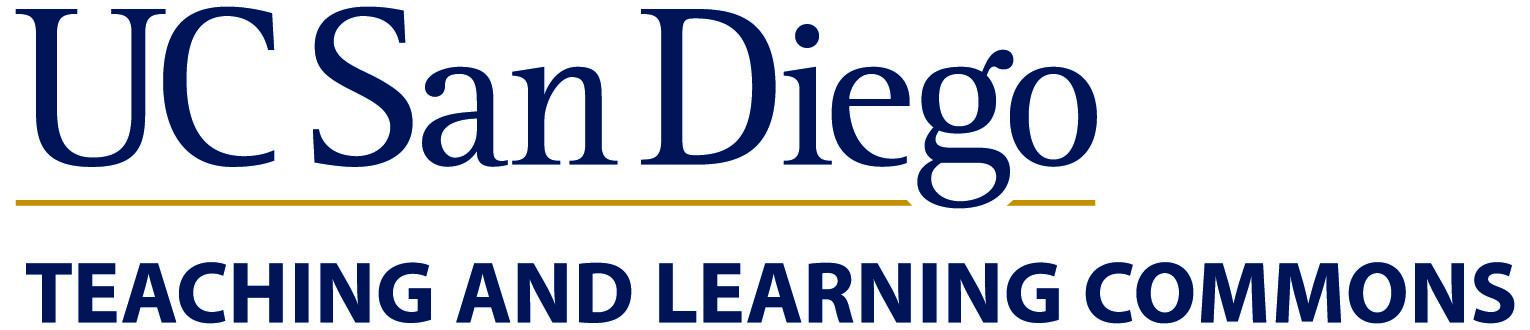 UC San Diego
TEACHING AND LEARNING COMMONS